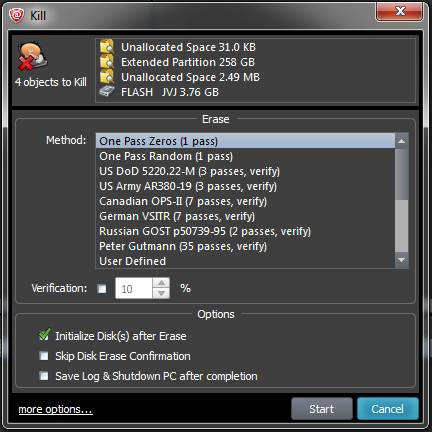 Kill
Unallocated Space 31.0 KB
Extended Partition 258 GB
Unallocated Space 2.49 MB
FLASH JVJ 3.76 GB
4 objects to Kill
Erase
Method:
One Pass Zeros (1 pass)
One Pass Random (1 pass)
US DoD 5220.22-M (3 passes, verify)
US Army AR380-19 (3 passes, verify)
Canadian OPS-II (7 passes, verify)
German VSITR (7 passes, verify)
Russian GOST p50739-95 (2 passes, verify)
Peter Gutmann (35 passes, verify)
User Defined
Verification: 10 %
Options
Initialize Disk(s) after Erase
Skip Disk Erase Confirmation
Save Log & Shutdown PC after completion
more options... Start Cancel